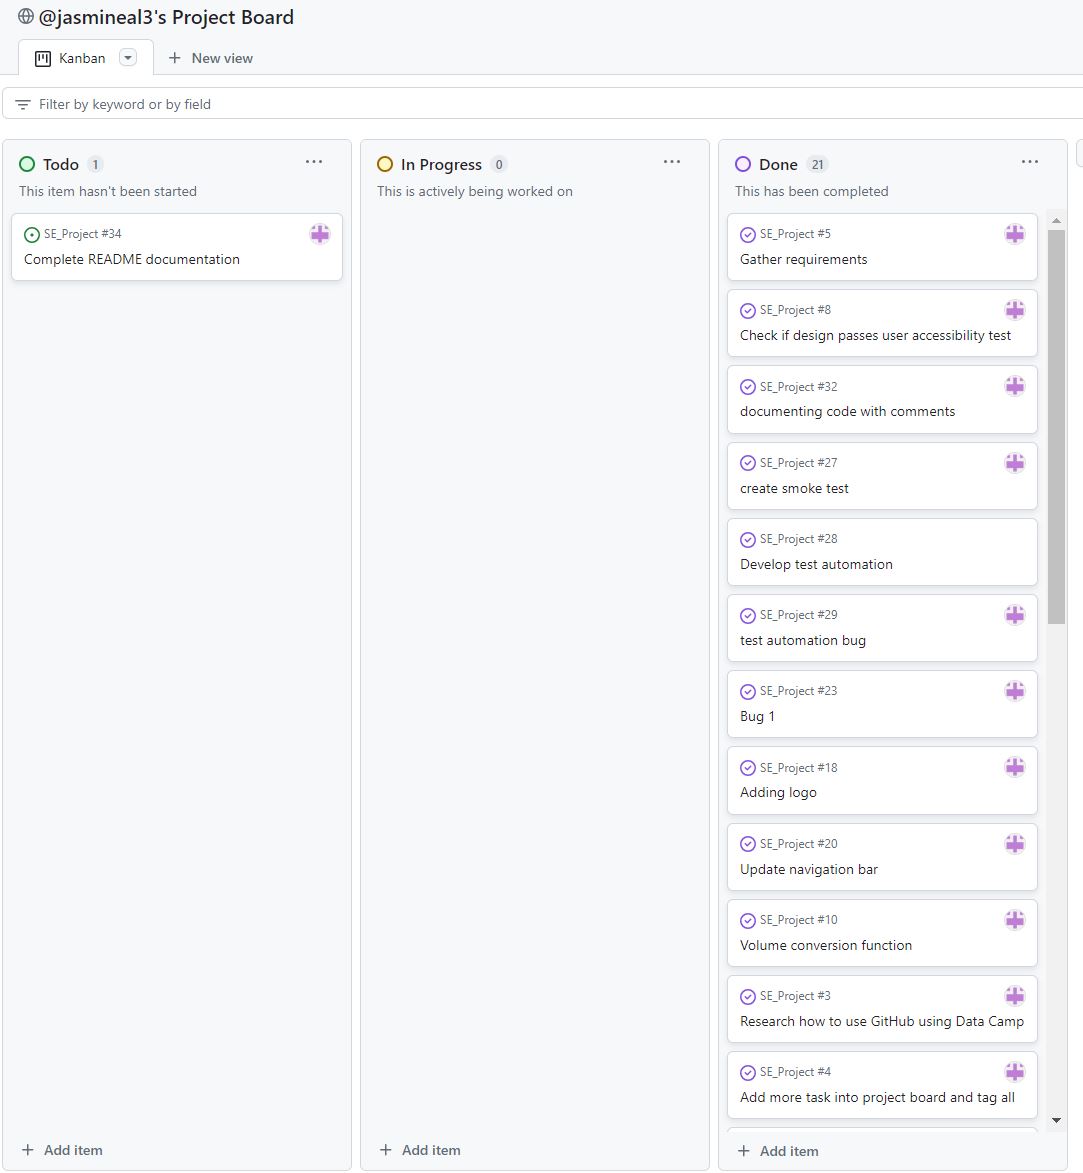 @jasmineal3's Project Board
Kanban
New view
Filter by keyword or by field
Todo 1
This item hasn't been started
SE_Project #34
Complete README documentation
Add item
In Progress 0
This is actively being worked on
Add item
Done 21
This has been completed
SE_Project #5
Gather requirements
SE_Project #8
Check if design passes user accessibility test
SE_Project #32
documenting code with comments
SE_Project #27
create smoke test
SE_Project #28
Develop test automation
SE_Project #29
test automation bug
SE_Project #23
Bug 1
SE_Project #18
Adding logo
SE_Project #20
Update navigation bar
SE_Project #10
Volume conversion function
SE_Project #3
Research how to use GitHub using Data Camp
SE_Project #4
Add more task into project board and tag all
Add item